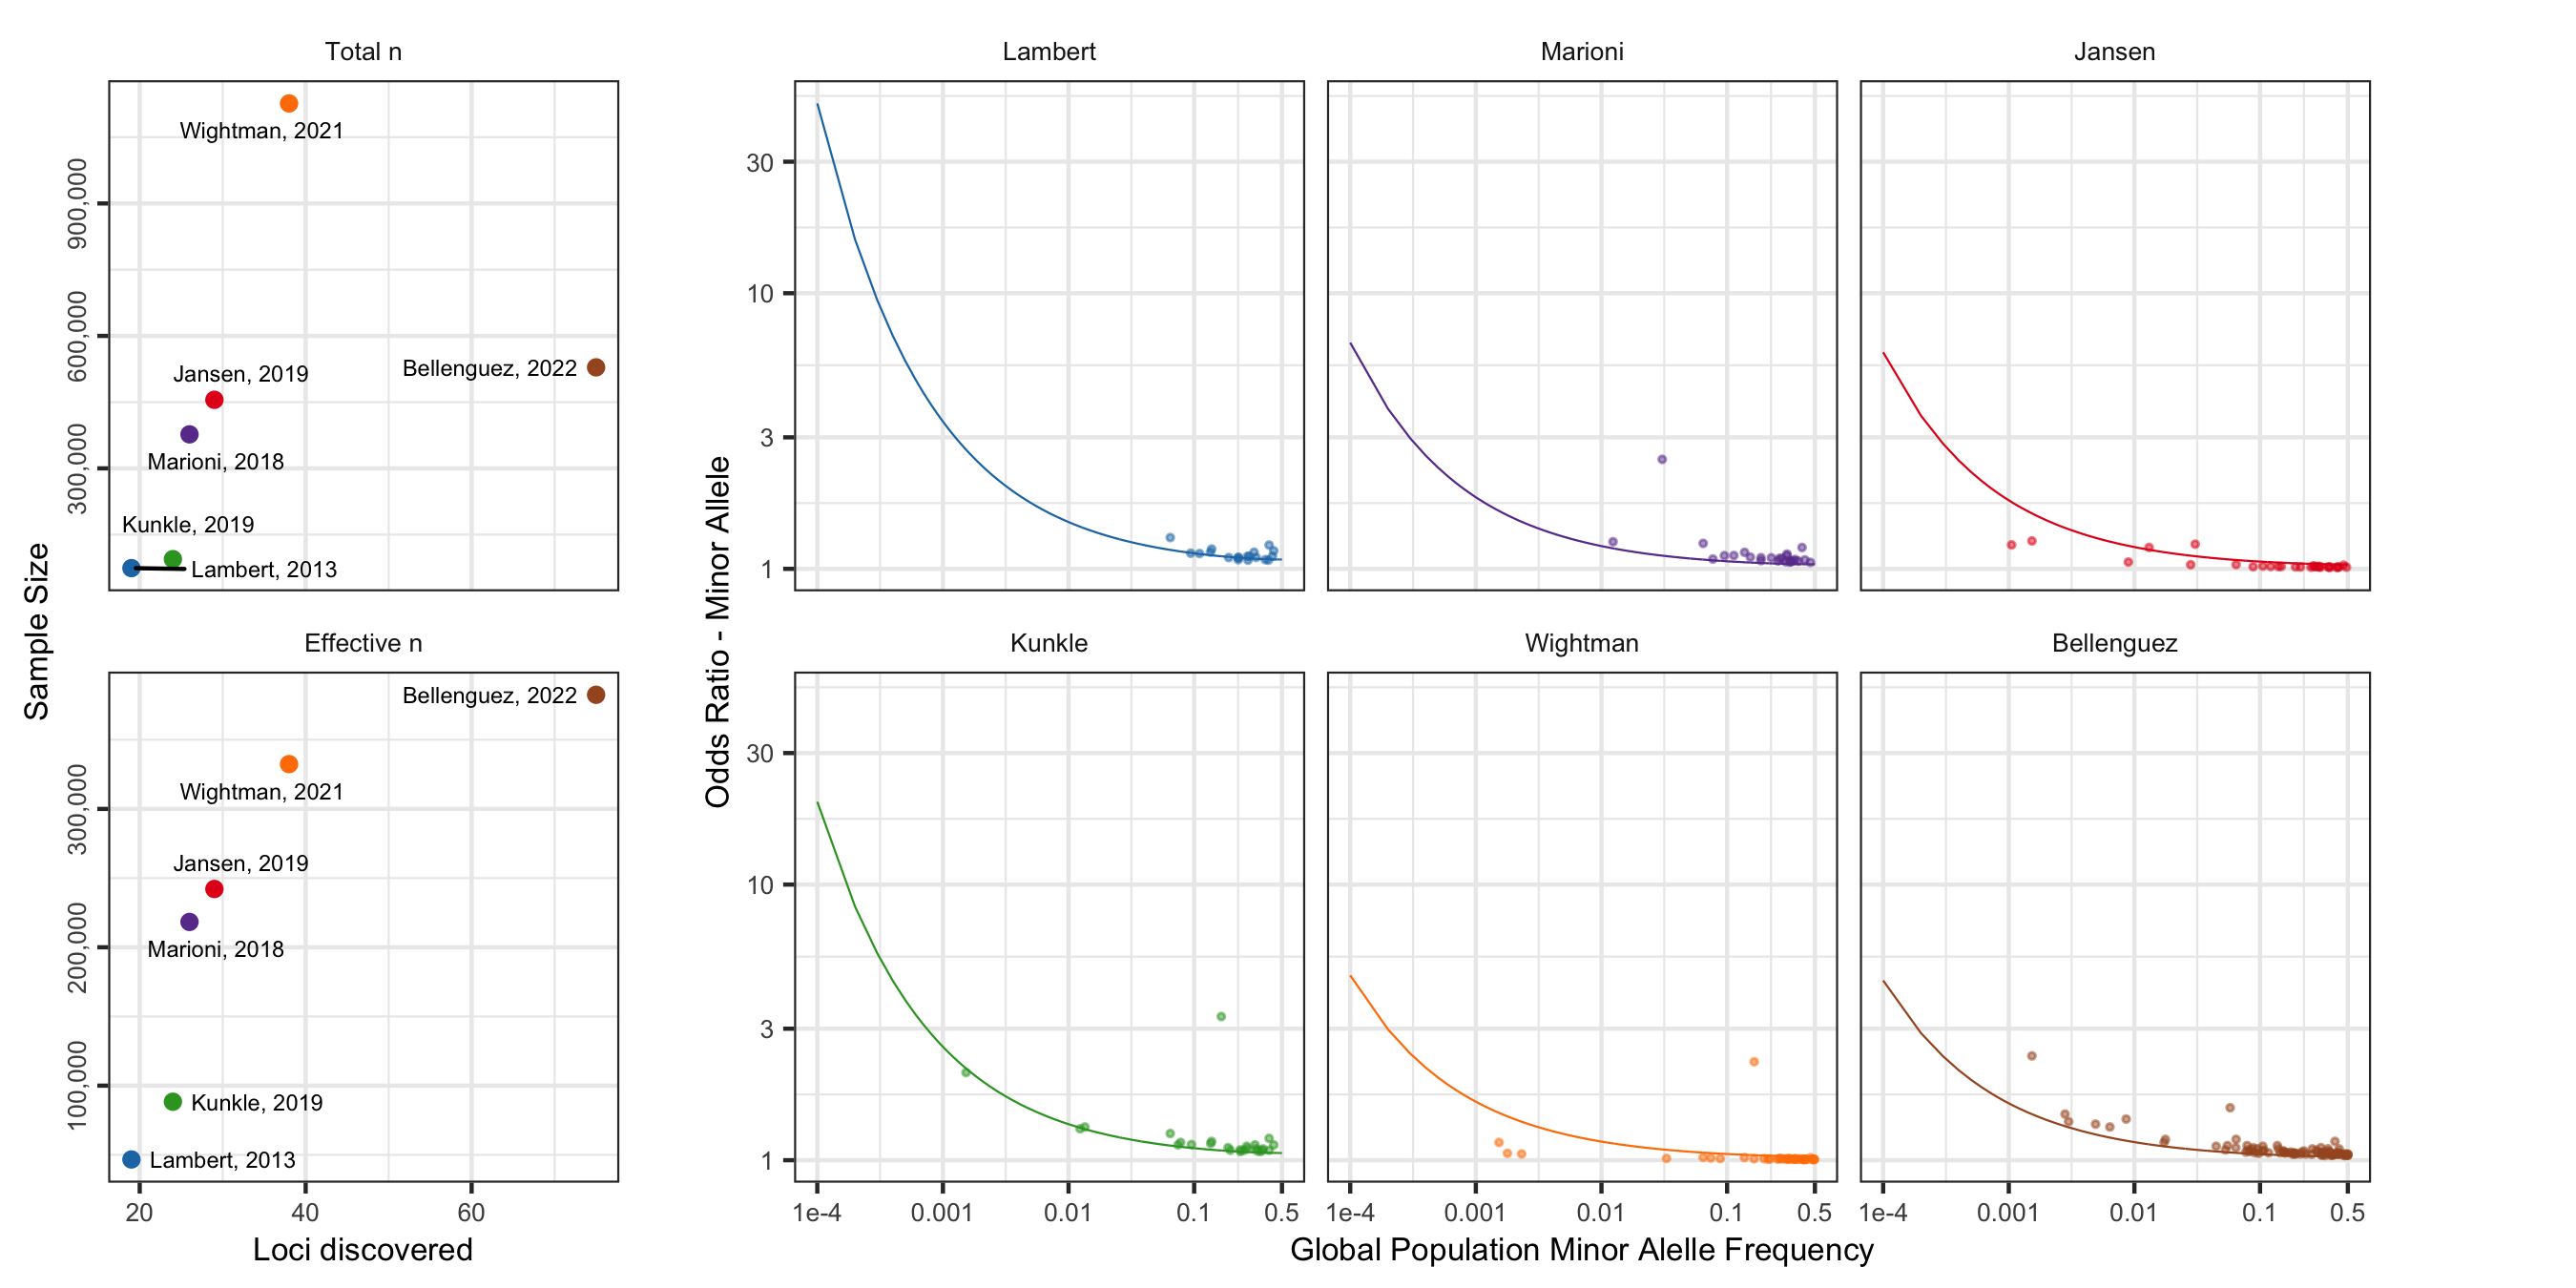 Total n
Wightman, 2021
Jansen, 2019
Bellenguez, 2022
Marioni, 2018
Kunkle, 2019
Lambert, 2013
900,000
600,000
300,000
Sample Size
Effective n
Bellenguez, 2022
Wightman, 2021
Jansen, 2019
Marioni, 2018
Kunkle, 2019
Lambert, 2013
300,000
200,000
100,000
20 40 60
Loci discovered
Lambert
Marioni
Jansen
30
10
3
1
Odds Ratio - Minor Allele
Kunkle
Wightman
Bellenguez
30
10
3
1
1e-4 0.001 0.01 0.1 0.5
1e-4 0.001 0.01 0.1 0.5
1e-4 0.001 0.01 0.1 0.5
Global Population Minor Alelle Frequency